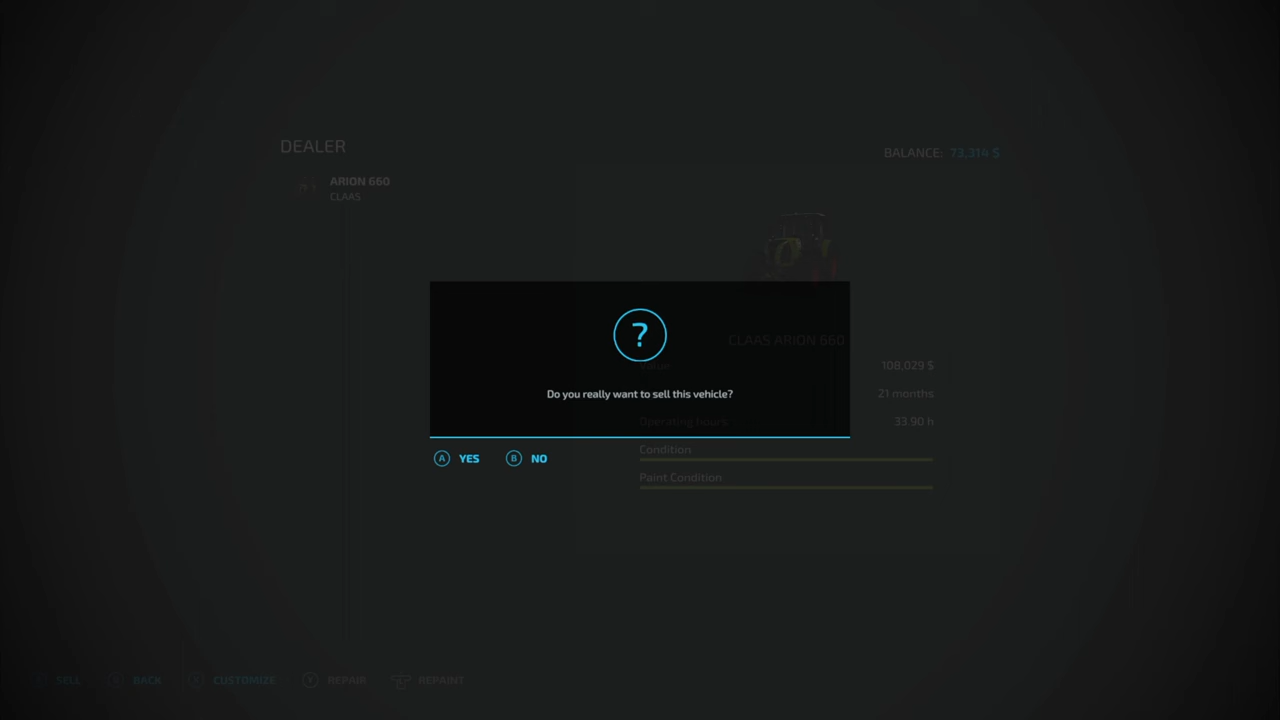 DEALER
BALANCE: 73,314 $
ARION 660
CLAAS
CLAAS ARION 660
Value 108,029 $
21 months
Operating hours 33.90 h
Condition
Paint Condition
?
Do you really want to sell this vehicle?
A YES B NO
SELL BACK CUSTOMIZE Y REPAIR REPAINT